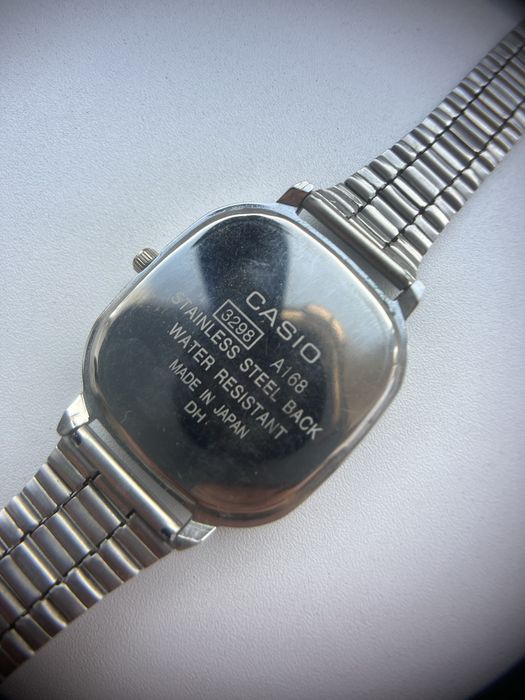 CASIO
3298 A168
STAINLESS STEEL BACK
WATER RESISTANT
MADE IN JAPAN
DH